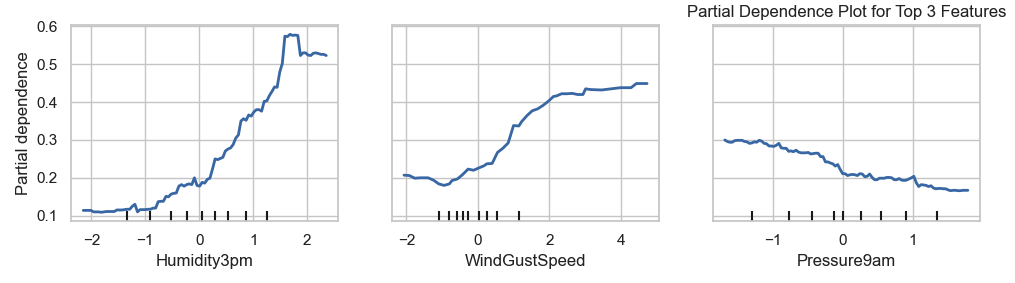 Partial Dependence Plot for Top 3 Features
Partial dependence
0.6
0.5
0.4
0.3
0.2
0.1
−2 −1 0 1 2
Humidity3pm
−2 0 2 4
WindGustSpeed
−1 0 1
Pressure9am